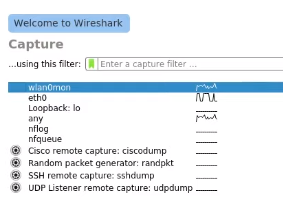 Welcome to Wireshark
Capture
...using this filter: Enter a capture filter ...
wlan0mon
eth0
Loopback: lo
any
nflog
nfqueue
Cisco remote capture: ciscodump
Random packet generator: randpkt
SSH remote capture: sshdump
UDP Listener remote capture: udpdump